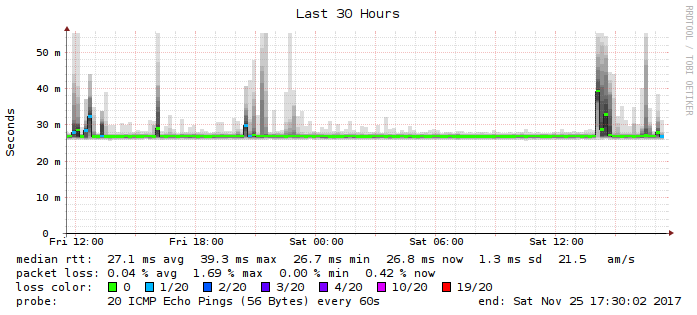 Last 30 Hours
RRDTOOL / TOBI OETIKER
Seconds
50 m
40 m
30 m
20 m
10 m
0
Fri 12:00 Fri 18:00 Sat 00:00 Sat 06:00 Sat 12:00
median rtt: 27.1 ms avg 39.3 ms max 26.7 ms min 26.8 ms now 1.3 ms sd 21.5 am/s
packet loss: 0.04 % avg 1.69 % max 0.00 % min 0.42 % now
loss color: 0 1/20 2/20 3/20 4/20 10/20 19/20
probe: 20 ICMP Echo Pings (56 Bytes) every 60s end: Sat Nov 25 17:30:02 2017